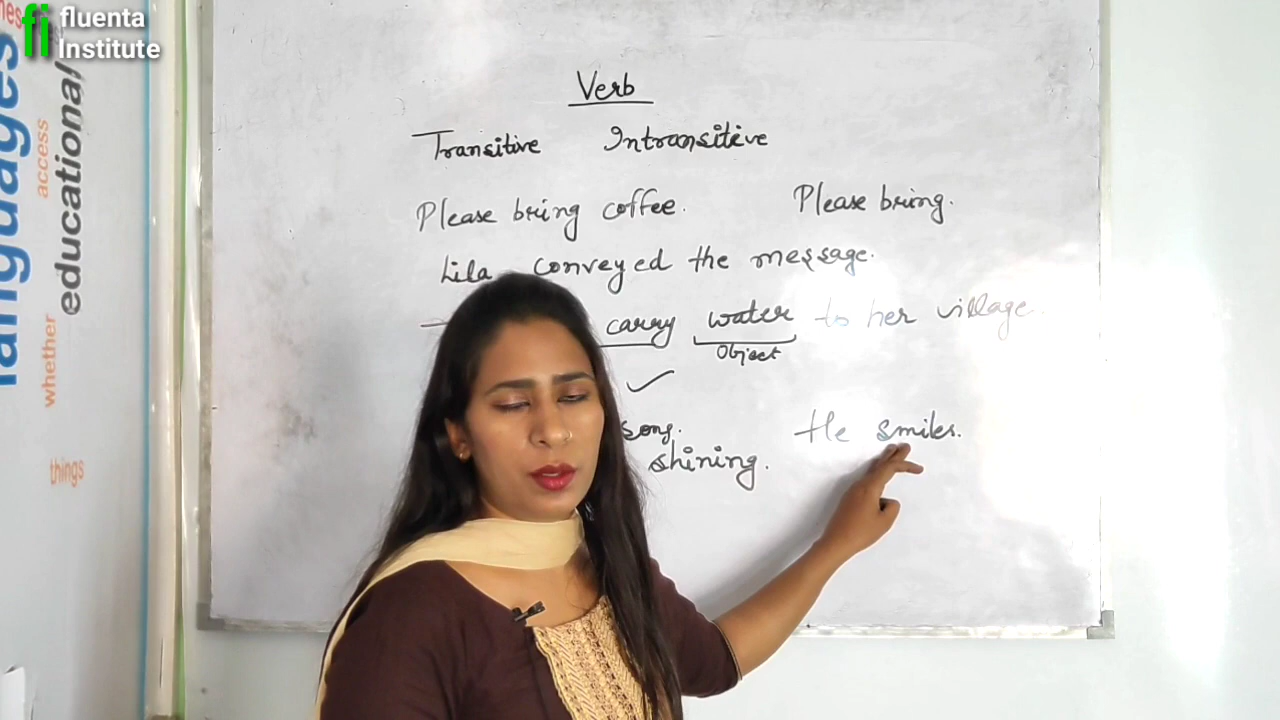 fi fluenta
Institute
languages
access
educational
whether
things
Verb
Transitive Intransitive
Please bring coffee. Please bring.
Lila conveyed the message.
carry water to her village.
Object
song. He smiles.
shining.